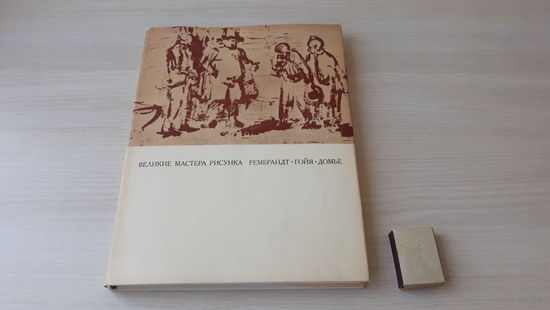 ВЕЛИКИЕ МАСТЕРА РИСУНКА РЕМБРАНДТ • ГОЙЯ • ДОМЬЕ